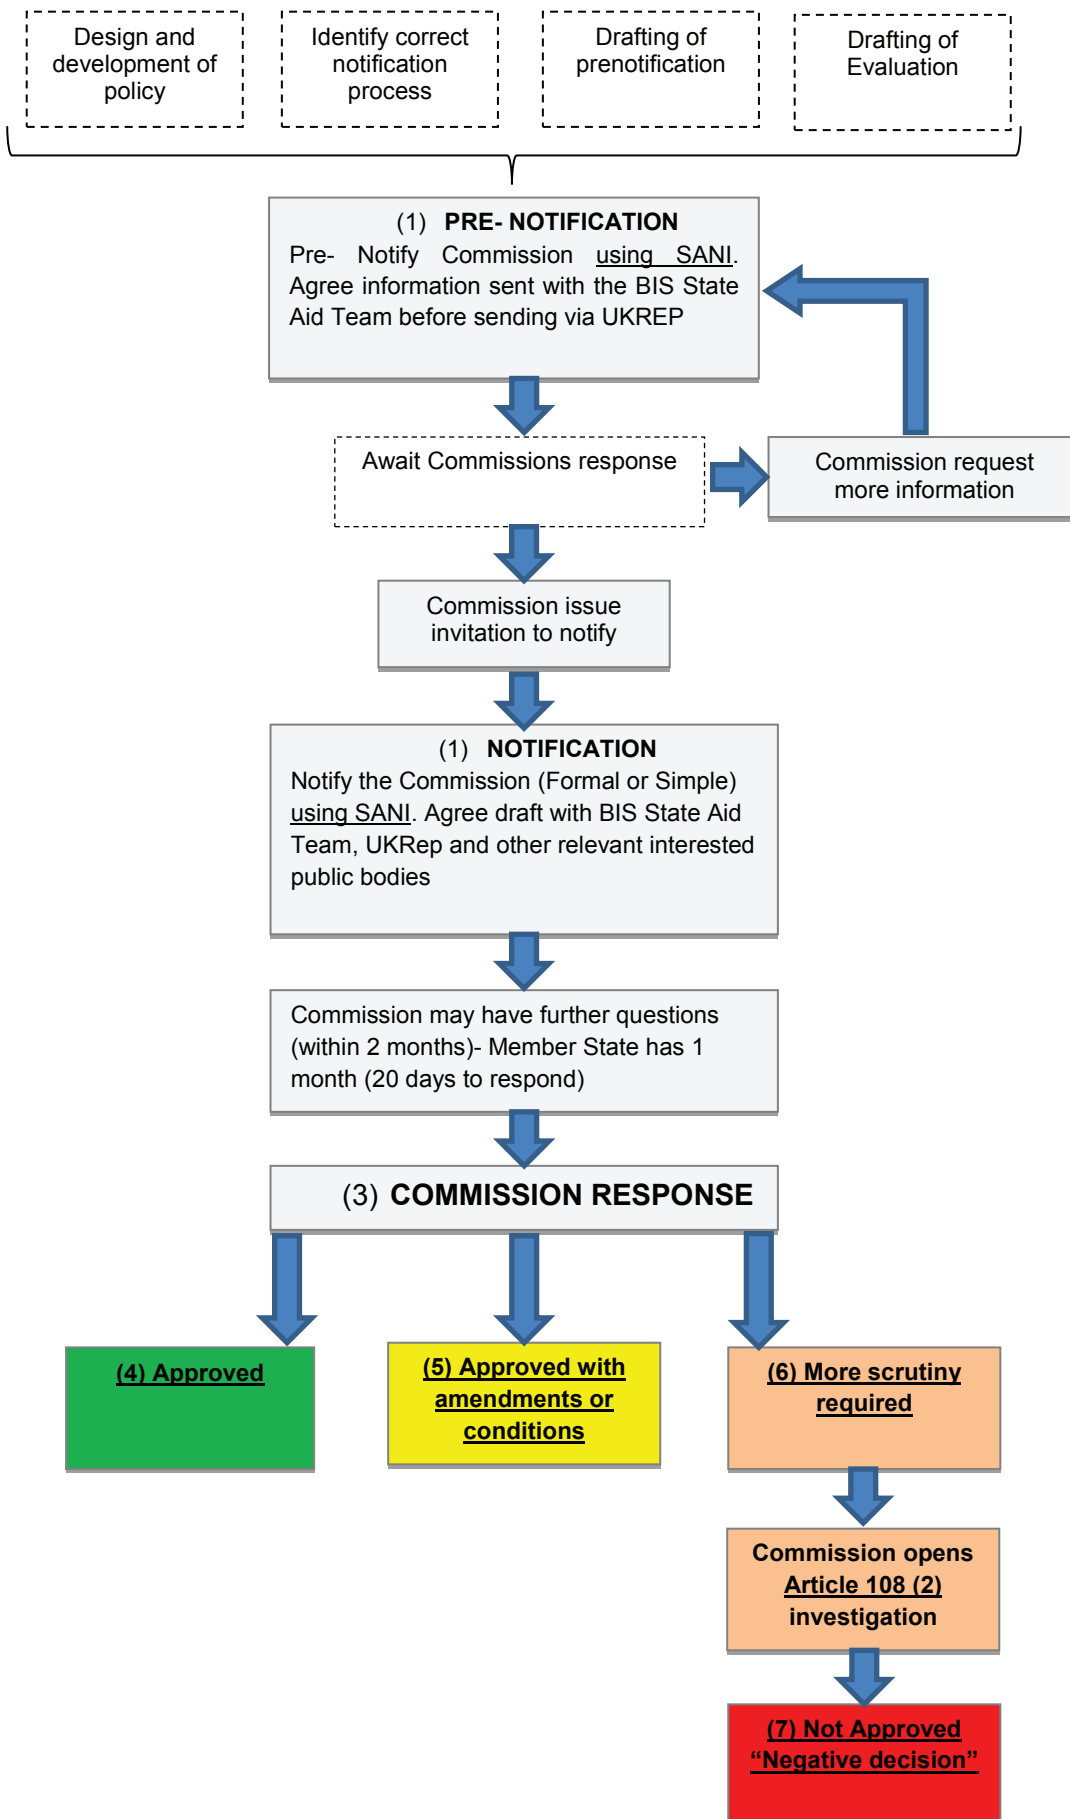 Design and
development of
policy
Identify correct
notification
process
Drafting of
prenotification
Drafting of
Evaluation
(1) PRE- NOTIFICATION
Pre- Notify Commission using SANI.
Agree information sent with the BIS State
Aid Team before sending via UKREP
Await Commissions response
Commission request
more information
Commission issue
invitation to notify
(1) NOTIFICATION
Notify the Commission (Formal or Simple)
using SANI. Agree draft with BIS State Aid
Team, UKRep and other relevant interested
public bodies
Commission may have further questions
(within 2 months)- Member State has 1
month (20 days to respond)
(3) COMMISSION RESPONSE
(4) Approved
(5) Approved with
amendments or
conditions
(6) More scrutiny
required
Commission opens
Article 108 (2)
investigation
(7) Not Approved
“Negative decision”